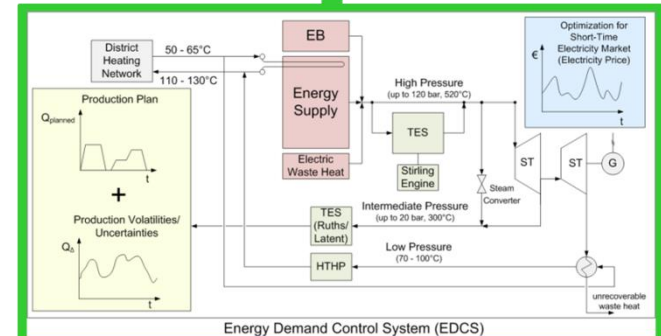 EB
Optimization for
Short-Time
Electricity Market
(Electricity Price)
€
t
District
Heating
Network
50 - 65°C
110 - 130°C
Energy
Supply
High Pressure
(up to 120 bar, 520°C)
Production Plan
Qplanned
t
+
Production Volatilities/
Uncertainties
QΔ
t
TES
Electric
Waste Heat
Stirling
Engine
Steam
Converter
ST
ST
G
TES
(Ruths/
Latent)
Intermediate Pressure
(up to 20 bar, 300°C)
HTHP
Low Pressure
(70 - 100°C)
unrecoverable
waste heat
Energy Demand Control System (EDCS)